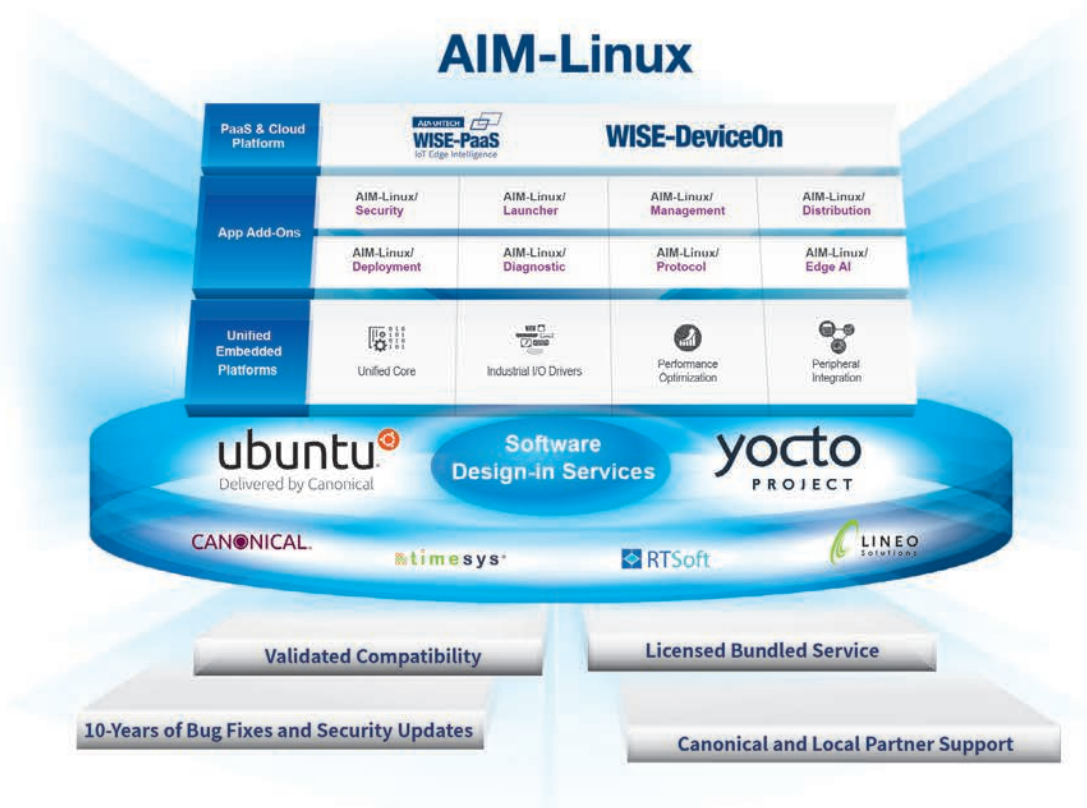 AIM-Linux
PaaS & Cloud
Platform
ADVANTECH
WISE-PaaS
IoT Edge Intelligence
WISE-DeviceOn
App Add-Ons
AIM-Linux/
Security
AIM-Linux/
Launcher
AIM-Linux/
Management
AIM-Linux/
Distribution
AIM-Linux/
Deployment
AIM-Linux/
Diagnostic
AIM-Linux/
Protocol
AIM-Linux/
Edge AI
Unified
Embedded
Platforms
Unified Core
Industrial I/O Drivers
Performance
Optimization
Peripheral
Integration
ubuntu
Delivered by Canonical
Software
Design-in Services
yocto
PROJECT
CANONICAL
timesys
RTSoft
LINEO
Solutions
Validated Compatibility
Licensed Bundled Service
10-Years of Bug Fixes and Security Updates
Canonical and Local Partner Support